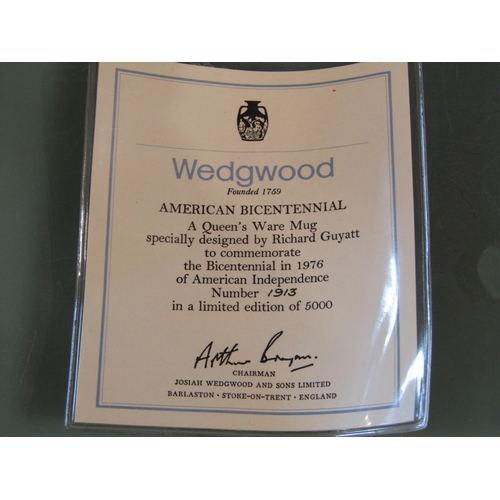 Wedgwood
Founded 1759
AMERICAN BICENTENNIAL
A Queen's Ware Mug
specially designed by Richard Guyatt
to commemorate
the Bicentennial in 1976
of American Independence
Number 1913
in a limited edition of 5000
Arthur Bryan.
CHAIRMAN
JOSIAH WEDGWOOD AND SONS LIMITED
BARLASTON · STOKE-ON-TRENT · ENGLAND